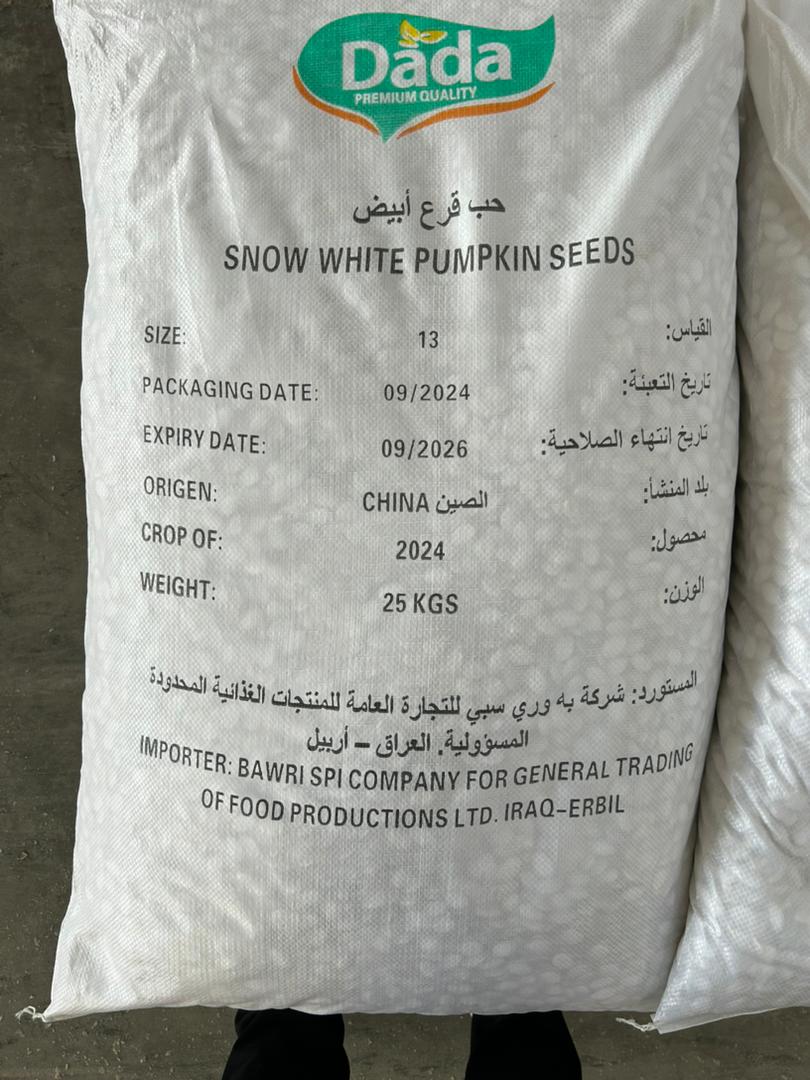 Dada
PREMIUM QUALITY
حب قرع أبيض
SNOW WHITE PUMPKIN SEEDS
SIZE: 13 القياس:
PACKAGING DATE: 09/2024 تاريخ التعبئة:
EXPIRY DATE: 09/2026 تاريخ انتهاء الصلاحية:
ORIGEN: CHINA الصين بلد المنشأ:
CROP OF: 2024 محصول:
WEIGHT: 25 KGS الوزن:
المستورد: شركة به وري سبي للتجارة العامة للمنتجات الغذائية المحدودة
المسؤولية. العراق – أربيل
IMPORTER: BAWRI SPI COMPANY FOR GENERAL TRADING
OF FOOD PRODUCTIONS LTD. IRAQ-ERBIL